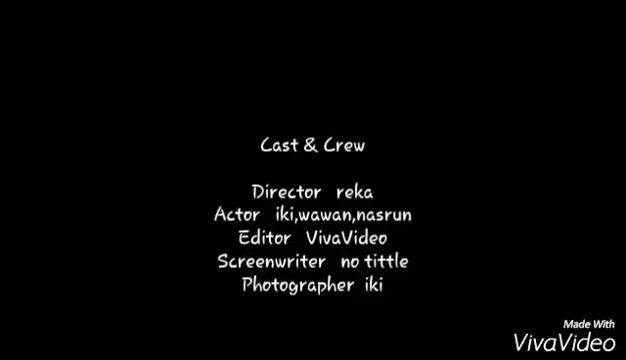 Cast & Crew
Director reka
Actor iki,wawan,nasrun
Editor VivaVideo
Screenwriter no tittle
Photographer iki
Made With
VivaVideo